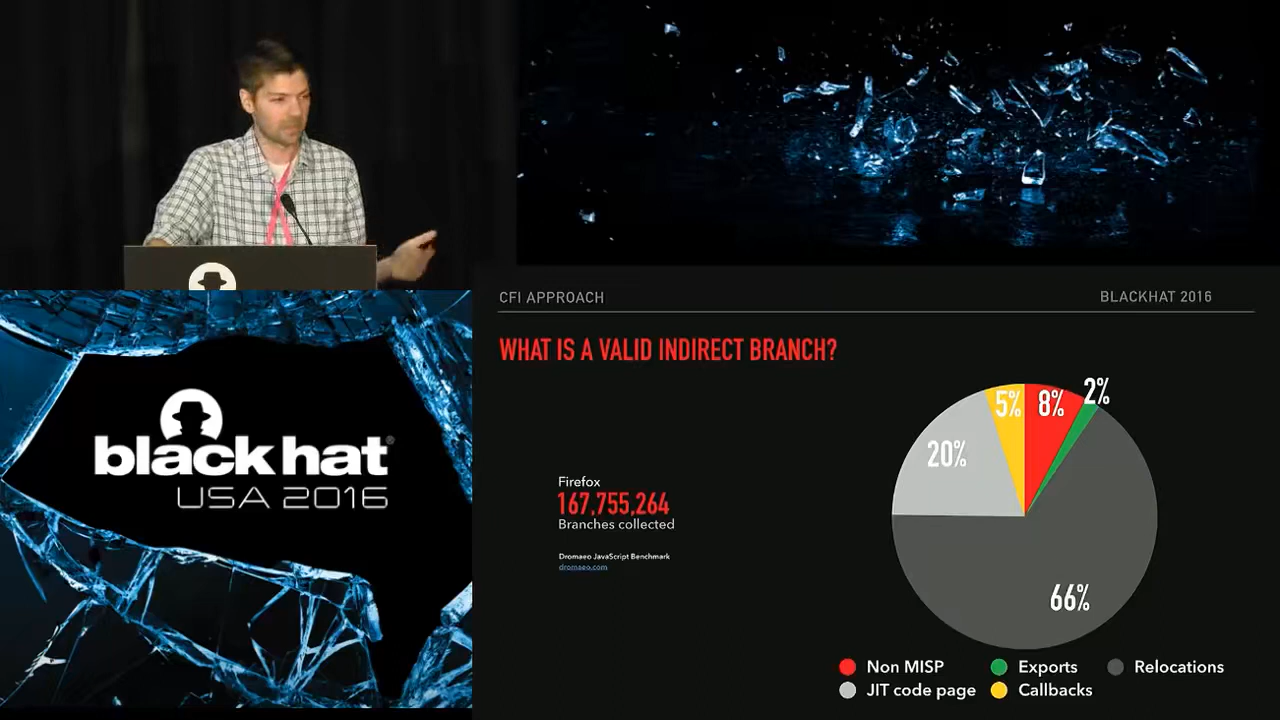 CFI APPROACH
BLACKHAT 2016
WHAT IS A VALID INDIRECT BRANCH?
black hat®
USA 2016
Firefox
167,755,264
Branches collected
Dromaeo JavaScript Benchmark
dromaeo.com
5%
8%
2%
20%
66%
Non MISP
Exports
Relocations
JIT code page
Callbacks